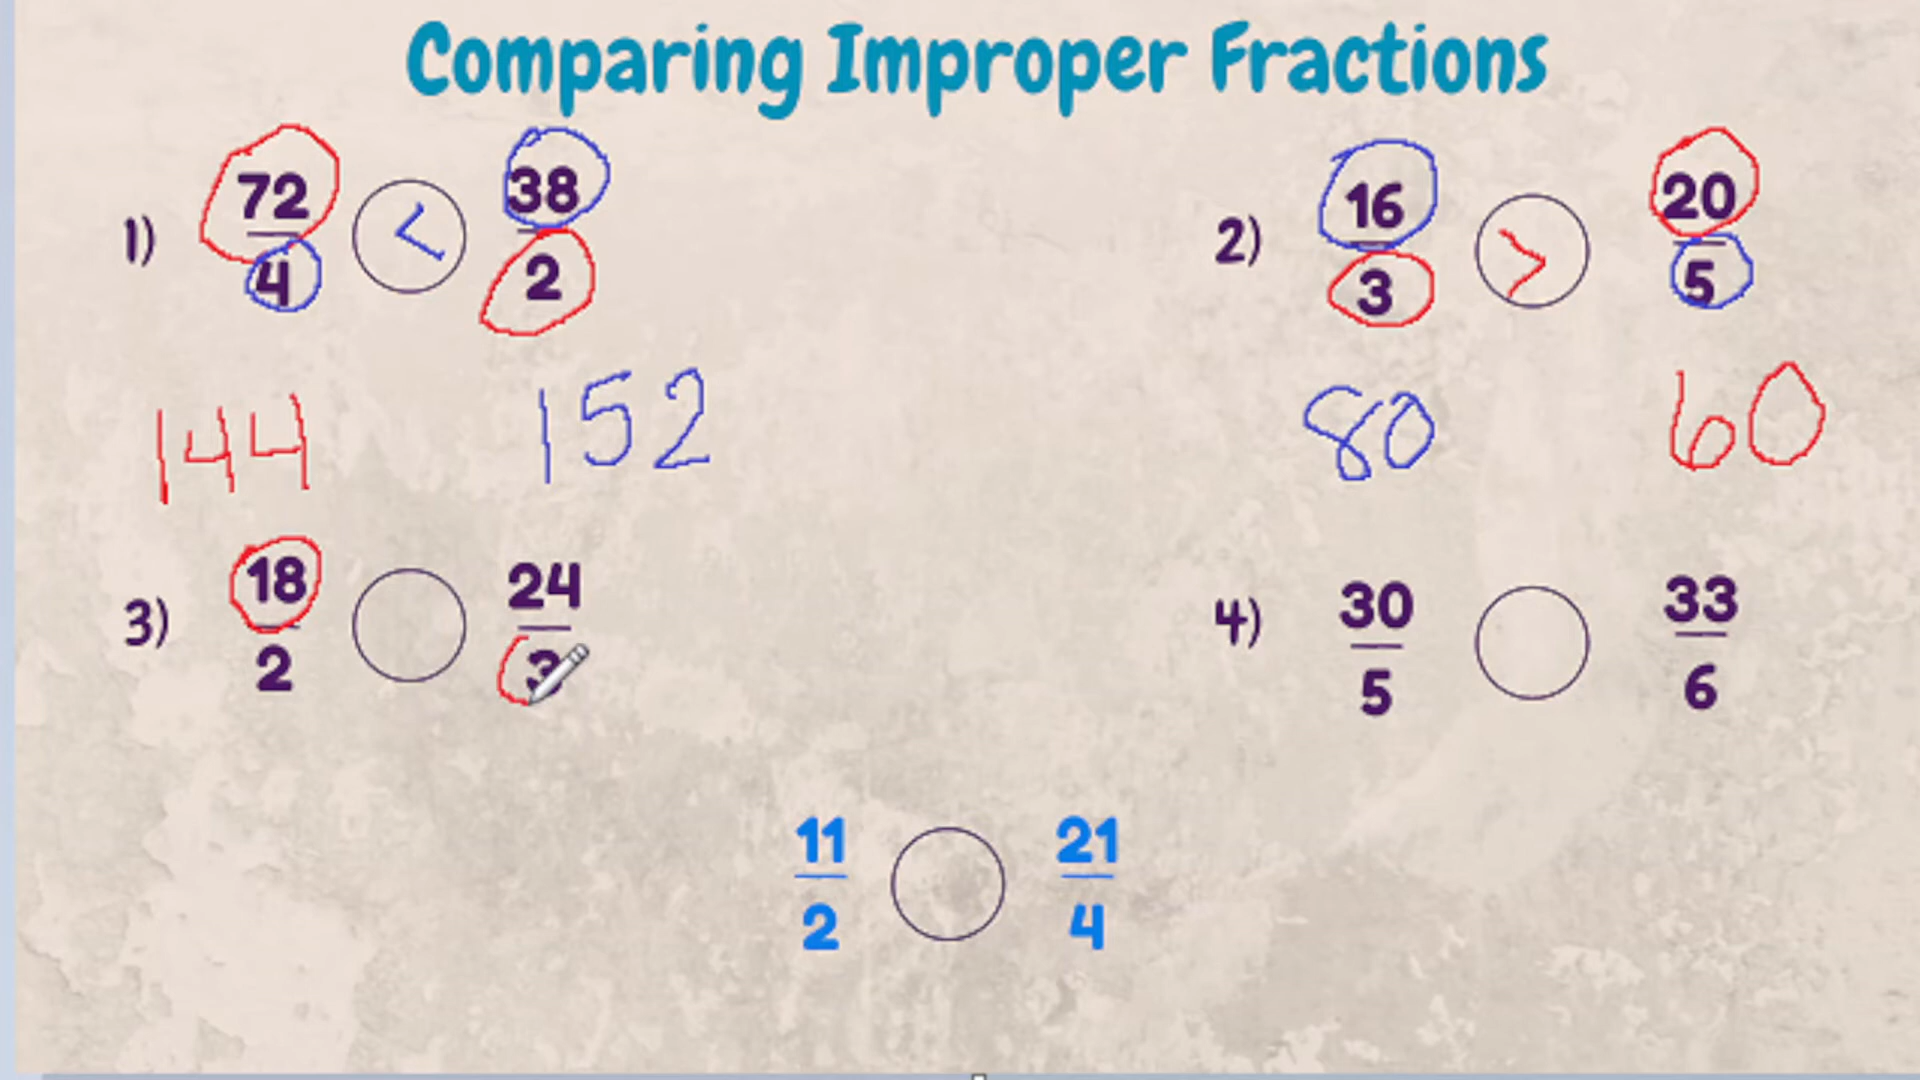 Comparing Improper Fractions
1) 72/4 < 38/2
2) 16/3 > 20/5
144 152
80 60
3) 18/2 24/3
4) 30/5 33/6
11/2 21/4